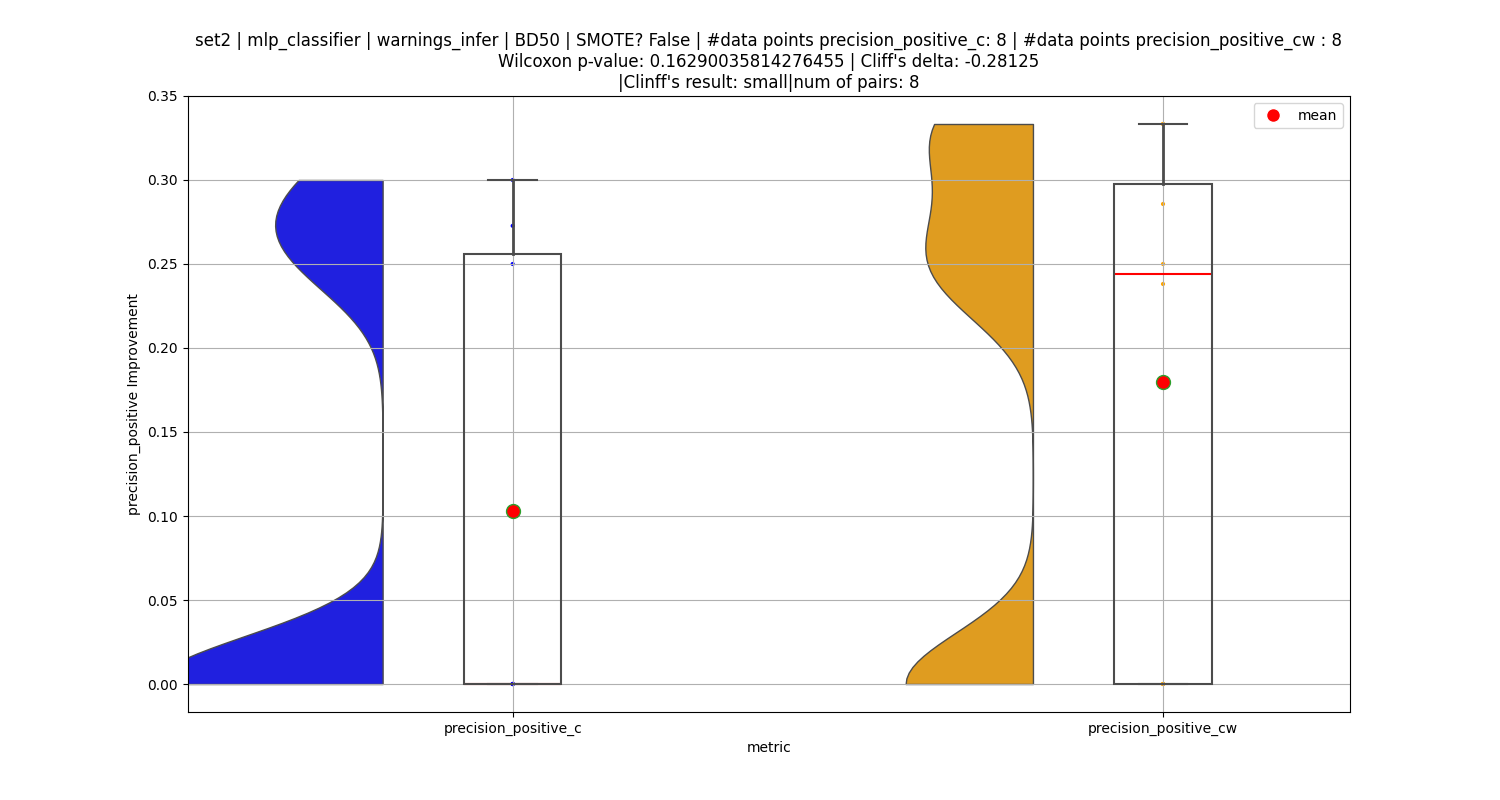 set2 | mlp_classifier | warnings_infer | BD50 | SMOTE? False | #data points precision_positive_c: 8 | #data points precision_positive_cw : 8
Wilcoxon p-value: 0.16290035814276455 | Cliff's delta: -0.28125
|Clinff's result: small|num of pairs: 8
mean
0.35
0.30
0.25
0.20
0.15
0.10
0.05
0.00
precision_positive Improvement
precision_positive_c
precision_positive_cw
metric